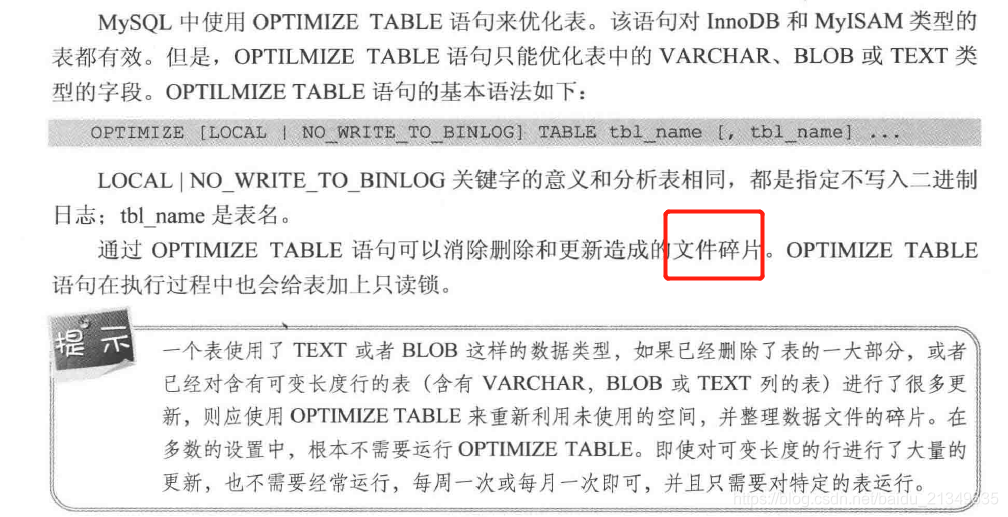 MySQL 中使用 OPTIMIZE TABLE 语句来优化表。该语句对 InnoDB 和 MyISAM 类型的
表都有效。但是，OPTILMIZE TABLE 语句只能优化表中的 VARCHAR、BLOB 或 TEXT 类
型的字段。OPTILMIZE TABLE 语句的基本语法如下：
OPTIMIZE [LOCAL | NO_WRITE_TO_BINLOG] TABLE tbl_name [, tbl_name] ...
LOCAL | NO_WRITE_TO_BINLOG 关键字的意义和分析表相同，都是指定不写入二进制
日志；tbl_name 是表名。
通过 OPTIMIZE TABLE 语句可以消除删除和更新造成的文件碎片。OPTIMIZE TABLE
语句在执行过程中也会给表加上只读锁。
提示
一个表使用了 TEXT 或者 BLOB 这样的数据类型，如果已经删除了表的一大部分，或者
已经对含有可变长度行的表（含有 VARCHAR，BLOB 或 TEXT 列的表）进行了很多更
新，则应使用 OPTIMIZE TABLE 来重新利用未使用的空间，并整理数据文件的碎片。在
多数的设置中，根本不需要运行 OPTIMIZE TABLE。即使对可变长度的行进行了大量的
更新，也不需要经常运行，每周一次或每月一次即可，并且只需要对特定的表运行。